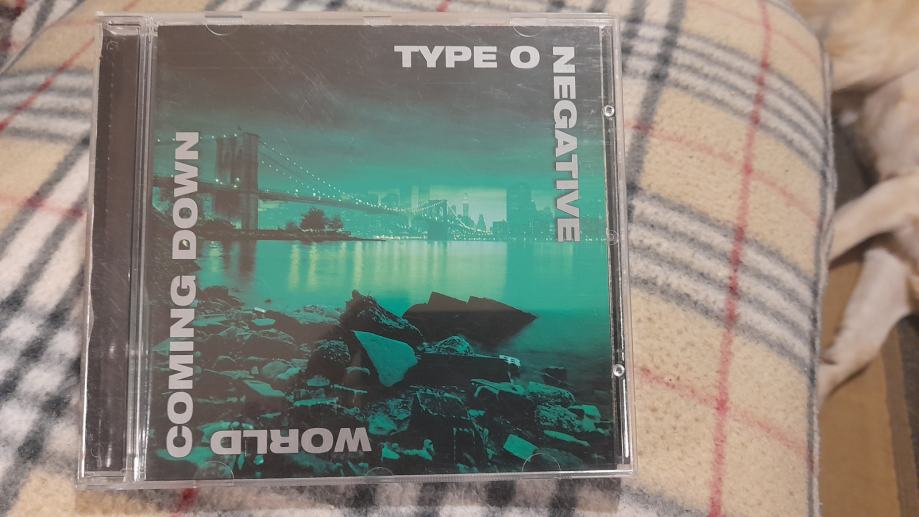 TYPE O
NEGATIVE
WORLD
COMING DOWN